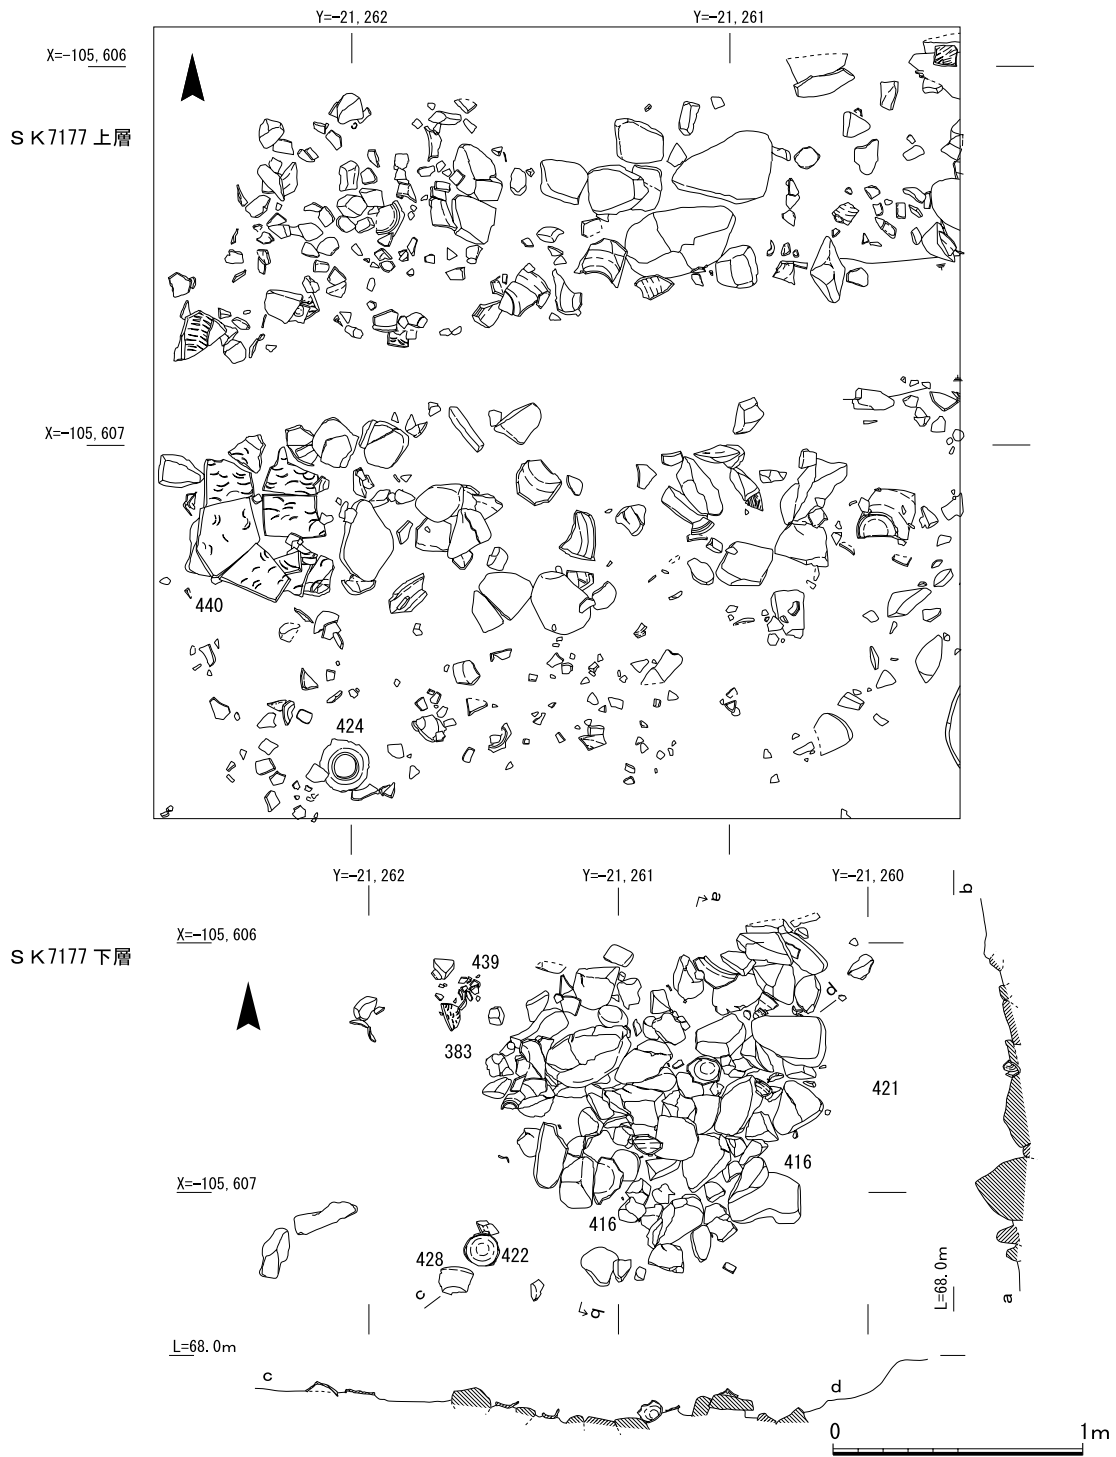 Y=-21,262 Y=-21,261
X=-105,606
ＳＫ7177 上層
X=-105,607
440
424
Y=-21,262 Y=-21,261 Y=-21,260
X=-105,606
ＳＫ7177 下層
a
b
439
d
383
421
416
X=-105,607
416
428
422
c
b
L=68.0m
a
L=68.0m
c
d
0 1m